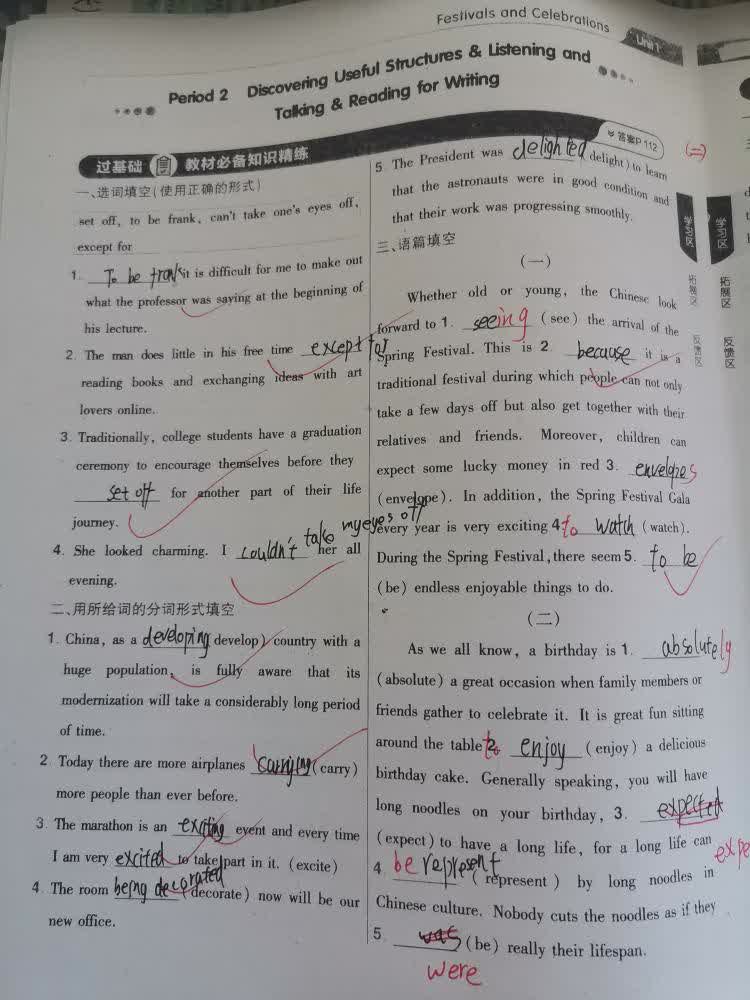 Festivals and Celebrations
Unit 1
Period 2 Discovering Useful Structures & Listening and
Talking & Reading for Writing
答案P 112
过基础 教材必备知识精练
一、选词填空(使用正确的形式)
set off, to be frank, can't take one's eyes off,
except for
1. To be frank it is difficult for me to make out
what the professor was saying at the beginning of
his lecture.
2. The man does little in his free time except for
reading books and exchanging ideas with art
lovers online.
3. Traditionally, college students have a graduation
ceremony to encourage themselves before they
set off for another part of their life
journey.
4. She looked charming. I couldn't take my eyes off her all
evening.
二、用所给词的分词形式填空
1. China, as a developing develop) country with a
huge population, is fully aware that its
modernization will take a considerably long period
of time.
2. Today there are more airplanes carrying (carry)
more people than ever before.
3. The marathon is an exciting event and every time
I am very excited to take part in it. (excite)
4. The room being decorated (decorate) now will be our
new office.
5. The President was delighted delight) to learn
that the astronauts were in good condition and
that their work was progressing smoothly.
(二)
三、语篇填空
(一)
Whether old or young, the Chinese look
forward to 1. seeing (see) the arrival of the
Spring Festival. This is 2. because it is a
traditional festival during which people can not only
take a few days off but also get together with their
relatives and friends. Moreover, children can
expect some lucky money in red 3. envelopes
(envelope). In addition, the Spring Festival Gala
every year is very exciting 4. to watch (watch).
During the Spring Festival, there seem 5. to be
(be) endless enjoyable things to do.
(二)
As we all know, a birthday is 1. absolutely
(absolute) a great occasion when family members or
friends gather to celebrate it. It is great fun sitting
around the table 2. to enjoy (enjoy) a delicious
birthday cake. Generally speaking, you will have
long noodles on your birthday, 3. expected
(expect) to have a long life, for a long life can
expe
4 be represent (represent) by long noodles in
Chinese culture. Nobody cuts the noodles as if they
5 was (be) really their lifespan.
were
学习区
拓展区
反馈区
学习区
拓展区
反馈区